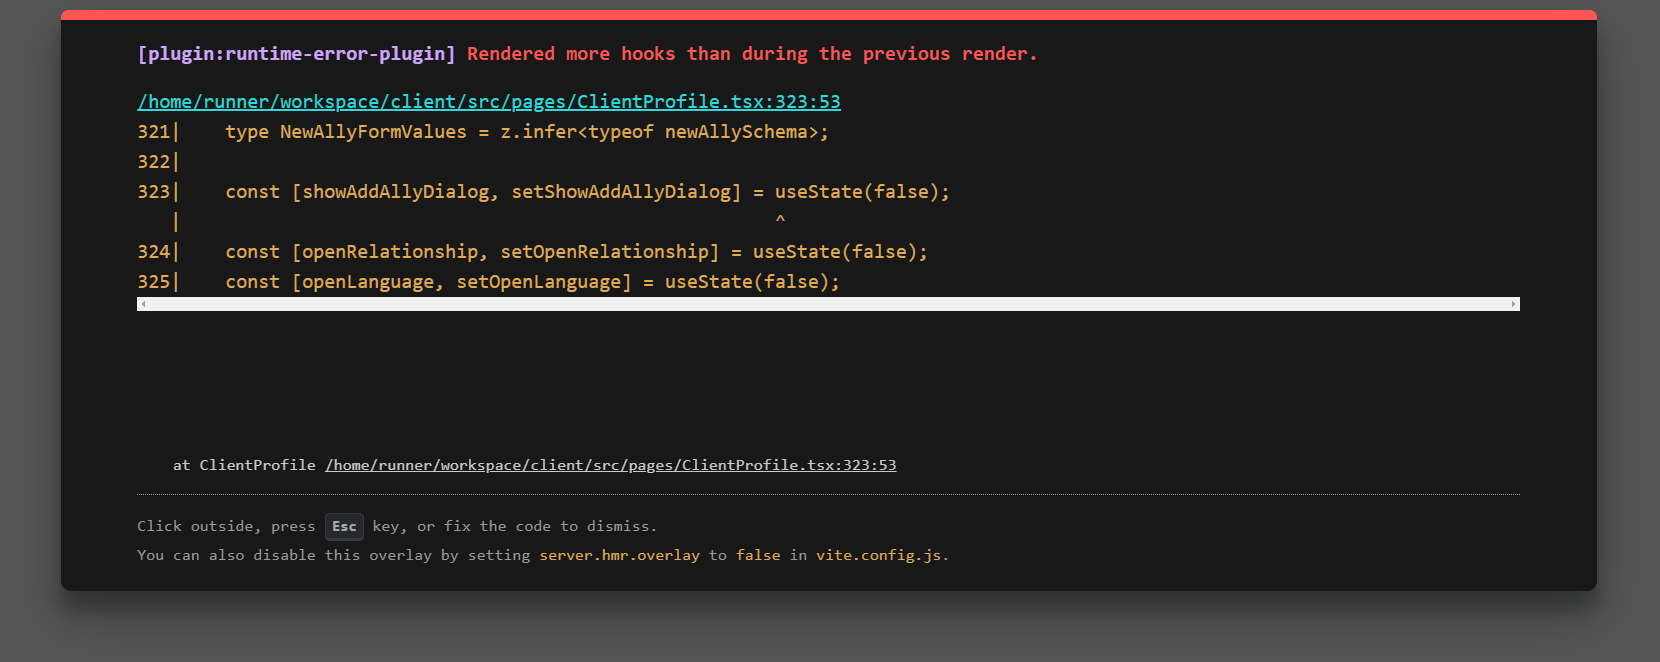 [plugin:runtime-error-plugin] Rendered more hooks than during the previous render.
/home/runner/workspace/client/src/pages/ClientProfile.tsx:323:53
321|    type NewAllyFormValues = z.infer<typeof newAllySchema>;
322|
323|    const [showAddAllyDialog, setShowAddAllyDialog] = useState(false);
   |                                                      ^
324|    const [openRelationship, setOpenRelationship] = useState(false);
325|    const [openLanguage, setOpenLanguage] = useState(false);
at ClientProfile /home/runner/workspace/client/src/pages/ClientProfile.tsx:323:53
Click outside, press Esc key, or fix the code to dismiss.
You can also disable this overlay by setting server.hmr.overlay to false in vite.config.js.